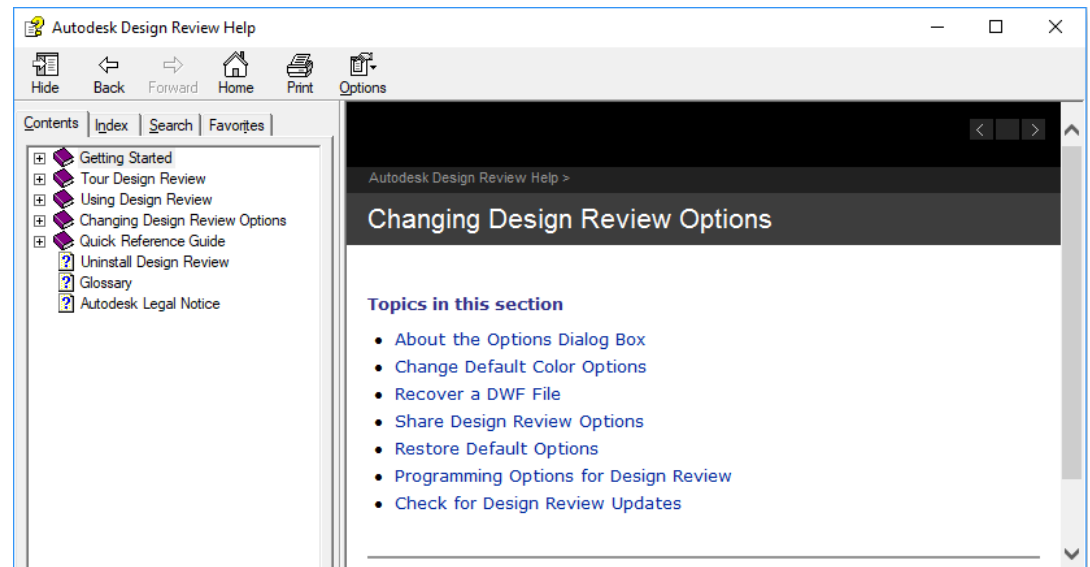 Autodesk Design Review Help
Hide Back Forward Home Print Options
Contents Index Search Favorites
Getting Started
Tour Design Review
Using Design Review
Changing Design Review Options
Quick Reference Guide
Uninstall Design Review
Glossary
Autodesk Legal Notice
Autodesk Design Review Help >
Changing Design Review Options
Topics in this section
• About the Options Dialog Box
• Change Default Color Options
• Recover a DWF File
• Share Design Review Options
• Restore Default Options
• Programming Options for Design Review
• Check for Design Review Updates